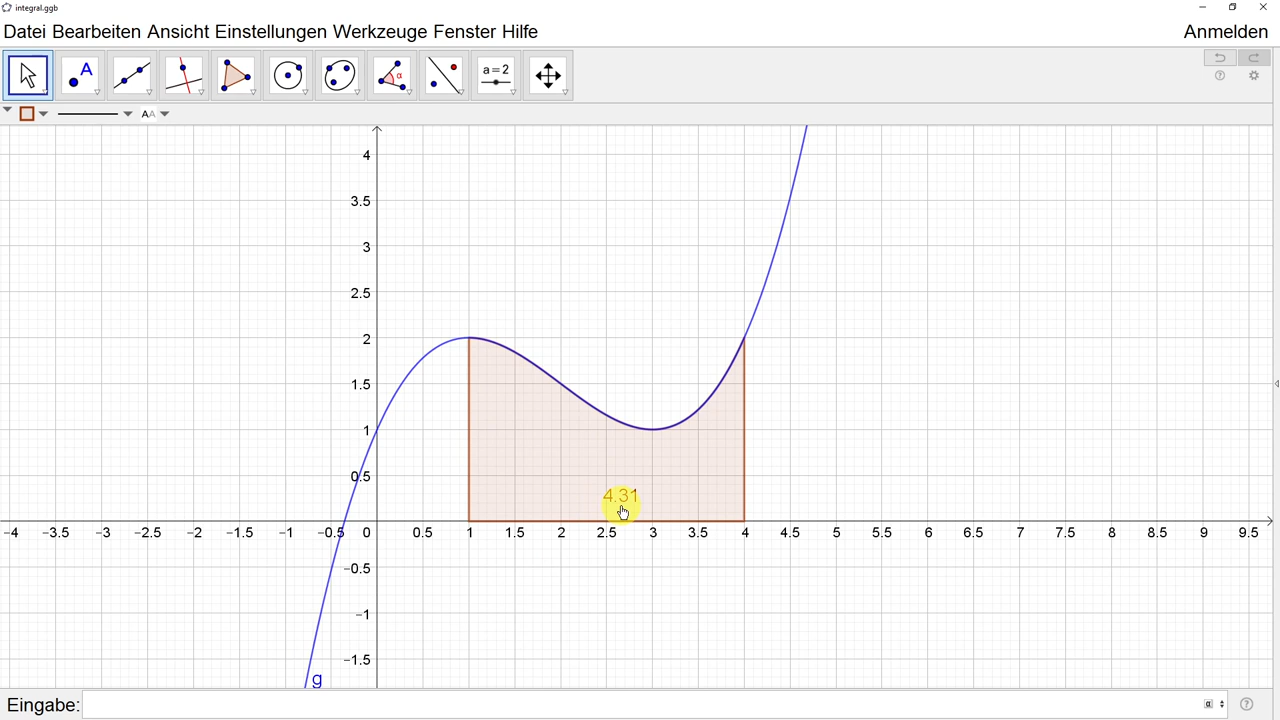 integral.ggb
Datei Bearbeiten Ansicht Einstellungen Werkzeuge Fenster Hilfe
Anmelden
A
α
a=2
AA
4
3.5
3
2.5
2
1.5
1
0.5
4.31
−4 −3.5 −3 −2.5 −2 −1.5 −1 −0.5 0 0.5 1 1.5 2 2.5 3 3.5 4 4.5 5 5.5 6 6.5 7 7.5 8 8.5 9 9.5
−0.5
−1
−1.5
g
Eingabe:
α